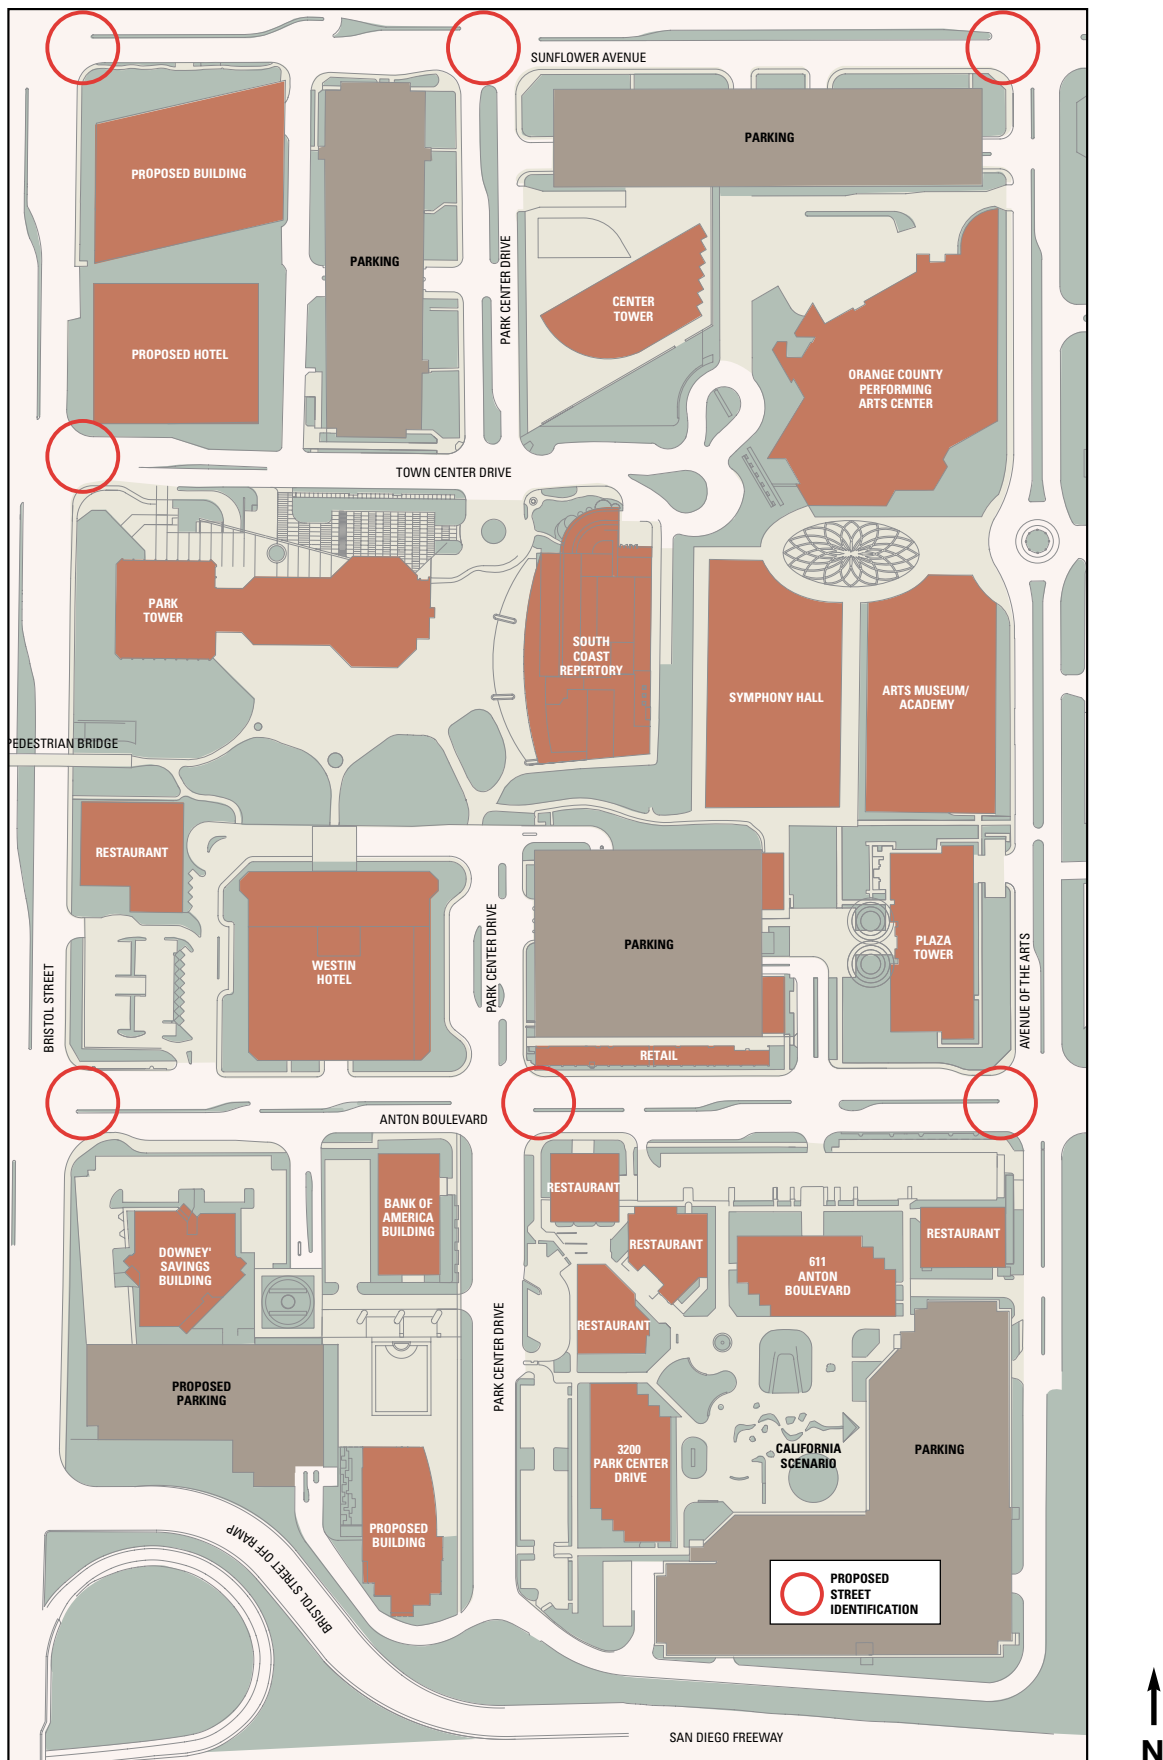 SUNFLOWER AVENUE
PARKING
PROPOSED BUILDING
PARKING
PARK CENTER DRIVE
CENTER
TOWER
PROPOSED HOTEL
ORANGE COUNTY
PERFORMING
ARTS CENTER
TOWN CENTER DRIVE
PARK
TOWER
SOUTH
COAST
REPERTORY
SYMPHONY HALL
ARTS MUSEUM/
ACADEMY
PEDESTRIAN BRIDGE
RESTAURANT
WESTIN
HOTEL
PARK CENTER DRIVE
PARKING
PLAZA
TOWER
BRISTOL STREET
AVENUE OF THE ARTS
RETAIL
ANTON BOULEVARD
BANK OF
AMERICA
BUILDING
RESTAURANT
RESTAURANT
RESTAURANT
DOWNEY'
SAVINGS
BUILDING
611
ANTON
BOULEVARD
RESTAURANT
PARK CENTER DRIVE
PROPOSED
PARKING
3200
PARK CENTER
DRIVE
CALIFORNIA
SCENARIO
PARKING
PROPOSED
BUILDING
BRISTOL STREET OFF RAMP
PROPOSED
STREET
IDENTIFICATION
SAN DIEGO FREEWAY
N